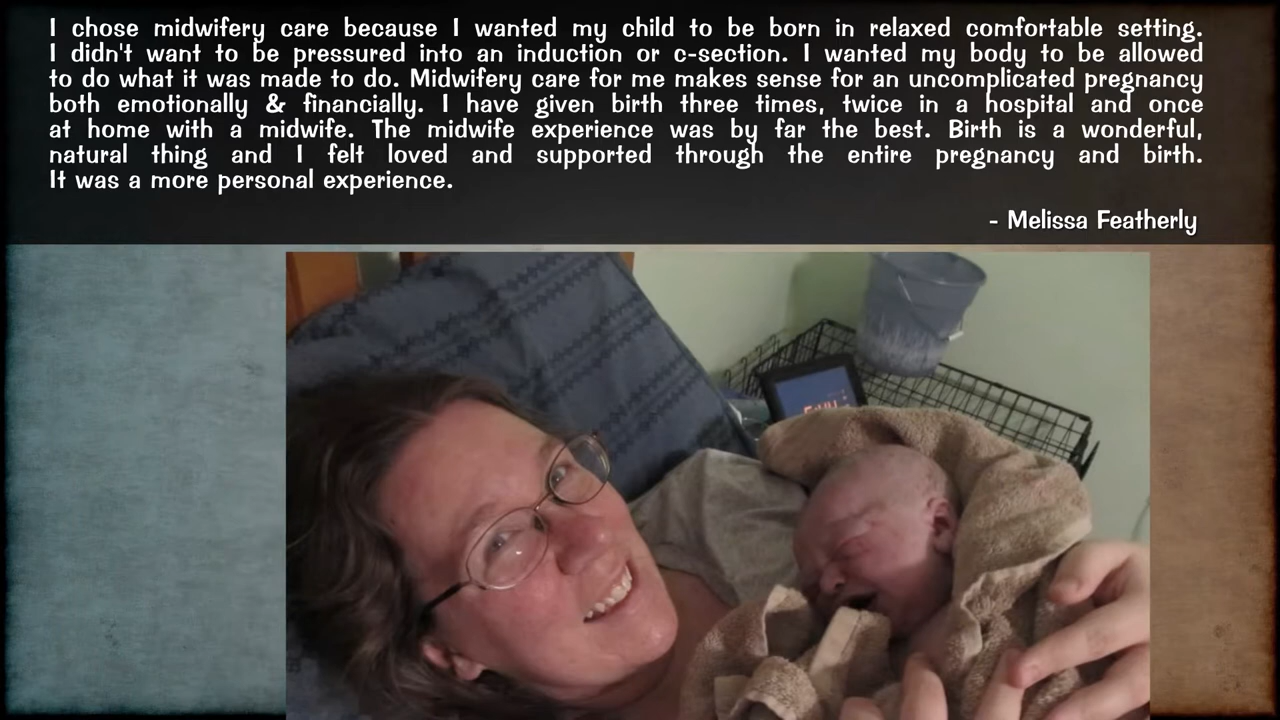 I chose midwifery care because I wanted my child to be born in relaxed comfortable setting.
I didn't want to be pressured into an induction or c-section. I wanted my body to be allowed
to do what it was made to do. Midwifery care for me makes sense for an uncomplicated pregnancy
both emotionally & financially. I have given birth three times, twice in a hospital and once
at home with a midwife. The midwife experience was by far the best. Birth is a wonderful,
natural thing and I felt loved and supported through the entire pregnancy and birth.
It was a more personal experience.
- Melissa Featherly